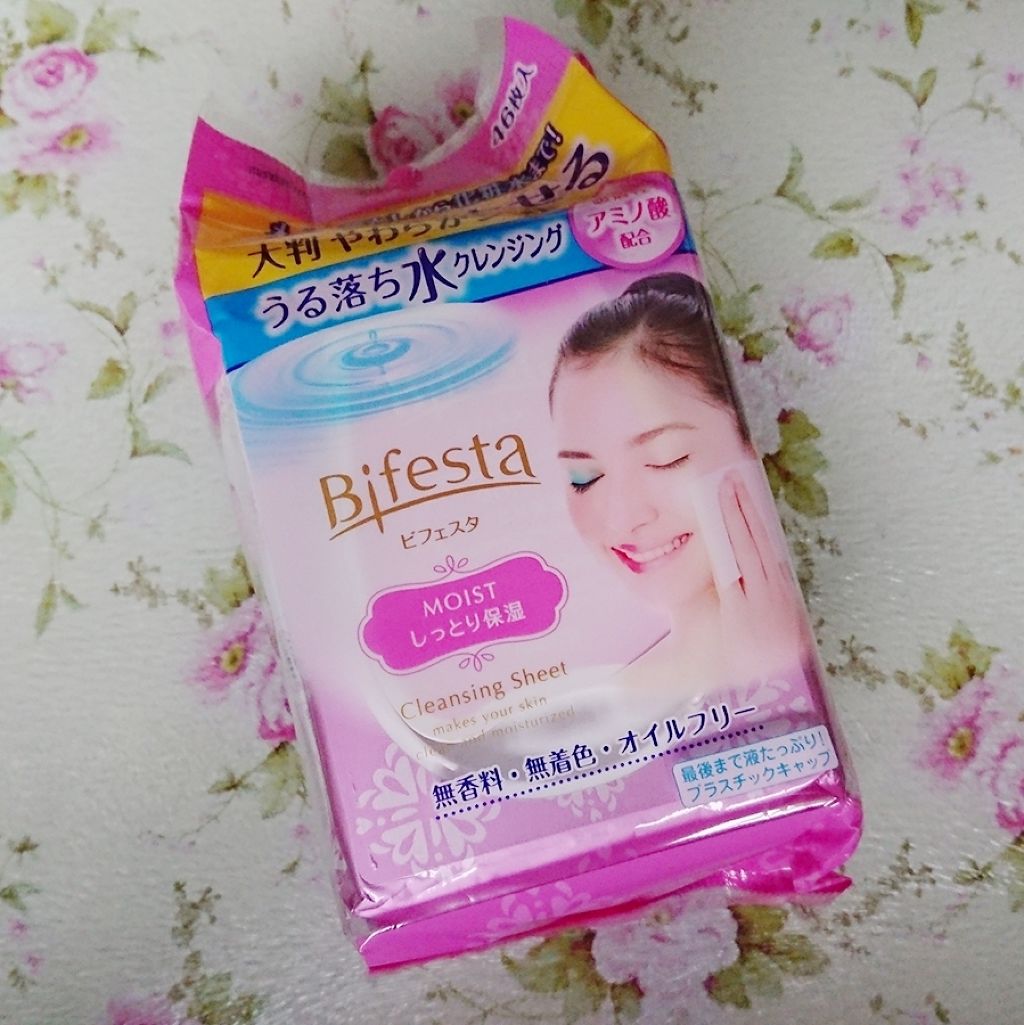 46枚入
大判 やわらか
うる落ち水クレンジング
アミノ酸
配合
Bifesta
ビフェスタ
MOIST
しっとり保湿
Cleansing Sheet
makes your skin
clear and moisturized
無香料・無着色・オイルフリー
最後まで液たっぷり!
プラスチックキャップ